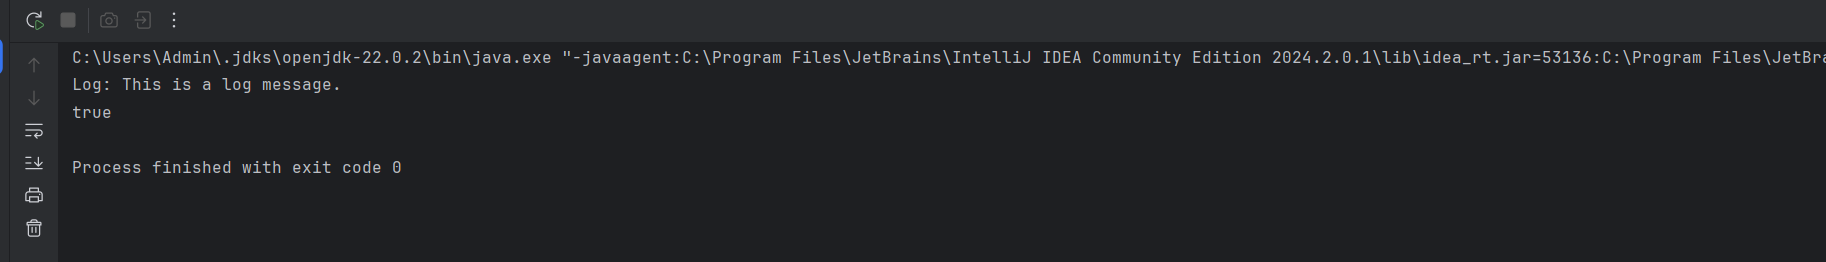 C:\Users\Admin\.jdks\openjdk-22.0.2\bin\java.exe "-javaagent:C:\Program Files\JetBrains\IntelliJ IDEA Community Edition 2024.2.0.1\lib\idea_rt.jar=53136:C:\Program Files\JetBra
Log: This is a log message.
true
Process finished with exit code 0